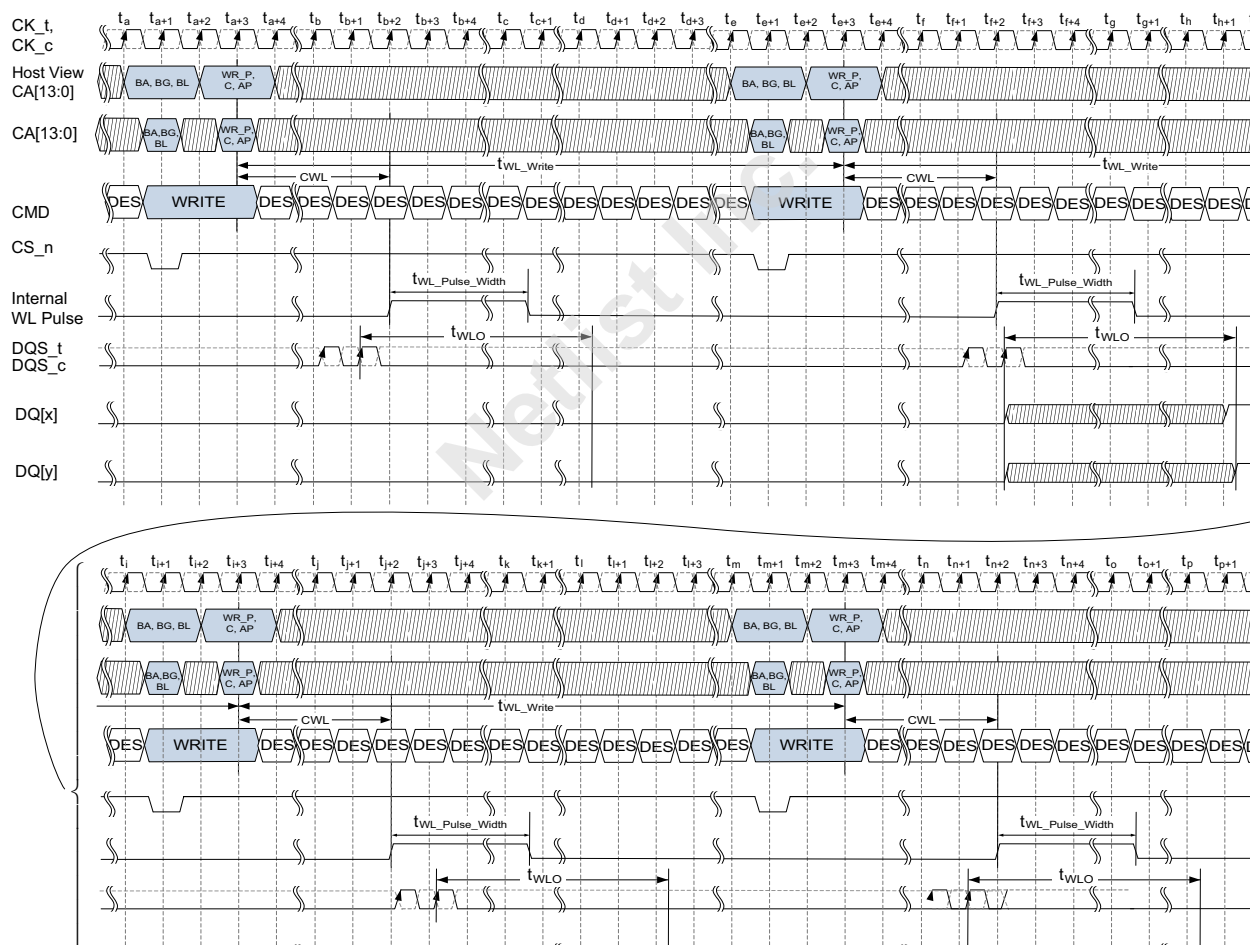 CK_t,
CK_c
ta ta+1 ta+2 ta+3 ta+4 tb tb+1 tb+2 tb+3 tb+4 tc tc+1 td td+1 td+2 td+3 te te+1 te+2 te+3 te+4 tf tf+1 tf+2 tf+3 tf+4 tg tg+1 th th+1
Host View
CA[13:0]
BA, BG, BL WR_P, C, AP BA, BG, BL WR_P, C, AP
CA[13:0]
BA,BG, BL WR_P, C, AP BA,BG, BL WR_P, C, AP
tWL_Write tWL_Write
CWL CWL
CMD
DES WRITE DES DES DES DES DES DES DES DES DES DES DES DES DES WRITE DES DES DES DES DES DES DES DES DES DES
CS_n
tWL_Pulse_Width tWL_Pulse_Width
Internal
WL Pulse
tWLO tWLO
DQS_t
DQS_c
DQ[x]
DQ[y]
Netlist Inc.
ti ti+1 ti+2 ti+3 ti+4 tj tj+1 tj+2 tj+3 tj+4 tk tk+1 tl tl+1 tl+2 tl+3 tm tm+1 tm+2 tm+3 tm+4 tn tn+1 tn+2 tn+3 tn+4 to to+1 tp tp+1
BA, BG, BL WR_P, C, AP BA, BG, BL WR_P, C, AP
BA,BG, BL WR_P, C, AP BA,BG, BL WR_P, C, AP
tWL_Write
CWL CWL
DES WRITE DES DES DES DES DES DES DES DES DES DES DES DES DES WRITE DES DES DES DES DES DES DES DES DES DES
tWL_Pulse_Width tWL_Pulse_Width
tWLO tWLO